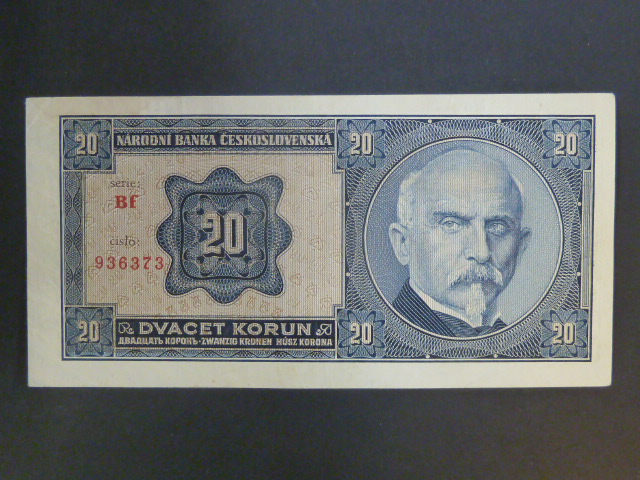 20
NÁRODNÍ BANKA ČESKOSLOVENSKÁ
20
20
serie:
Bf
20
číslo:
936373
20
DVACET KORUN
20
20
ДВАДЦАТЬ КОРОНЪ·ZWANZIG KRONEN HÚSZ KORONA